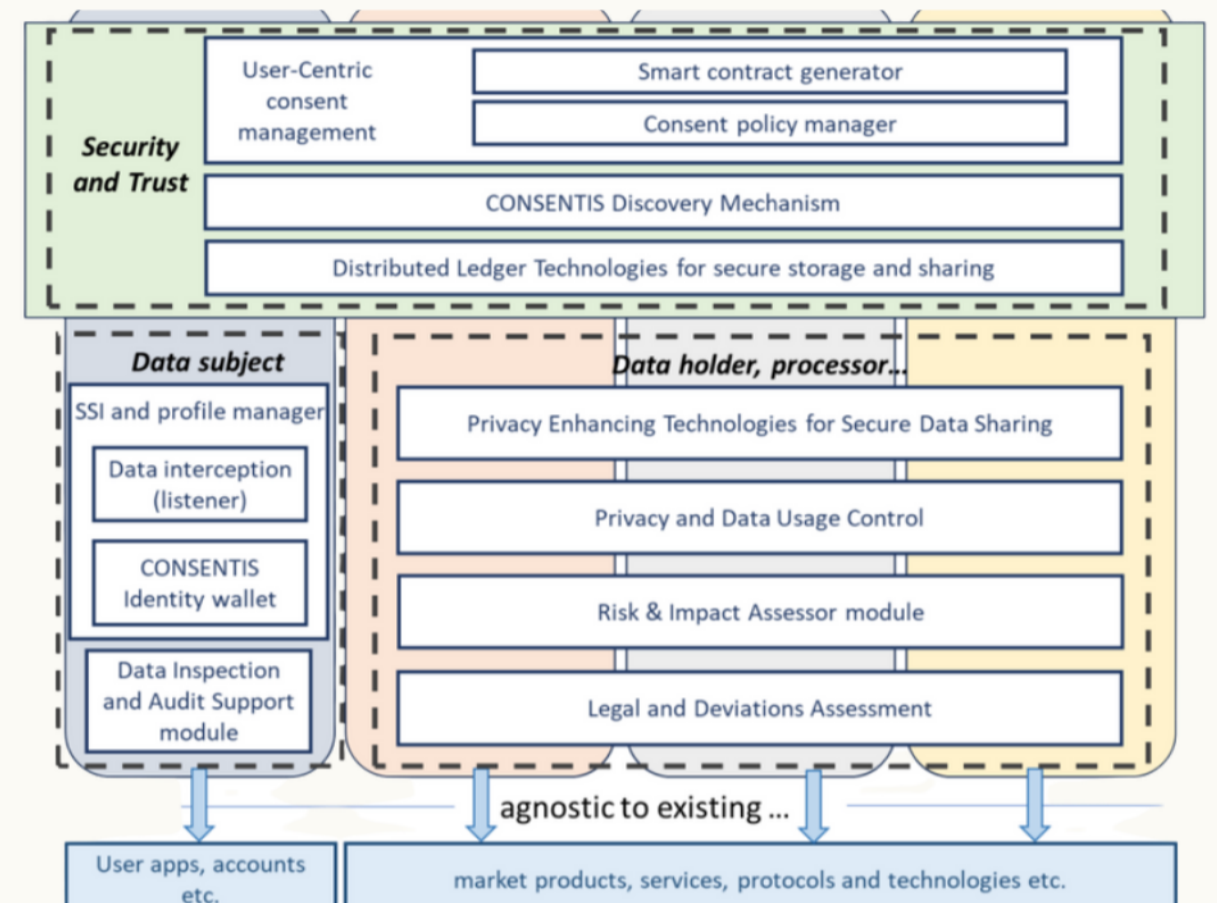 User-Centric
consent
management
Smart contract generator
Consent policy manager
Security
and Trust
CONSENTIS Discovery Mechanism
Distributed Ledger Technologies for secure storage and sharing
Data subject
SSI and profile manager
Data interception
(listener)
CONSENTIS
Identity wallet
Data Inspection
and Audit Support
module
Data holder, processor...
Privacy Enhancing Technologies for Secure Data Sharing
Privacy and Data Usage Control
Risk & Impact Assessor module
Legal and Deviations Assessment
agnostic to existing ...
User apps, accounts
etc.
market products, services, protocols and technologies etc.